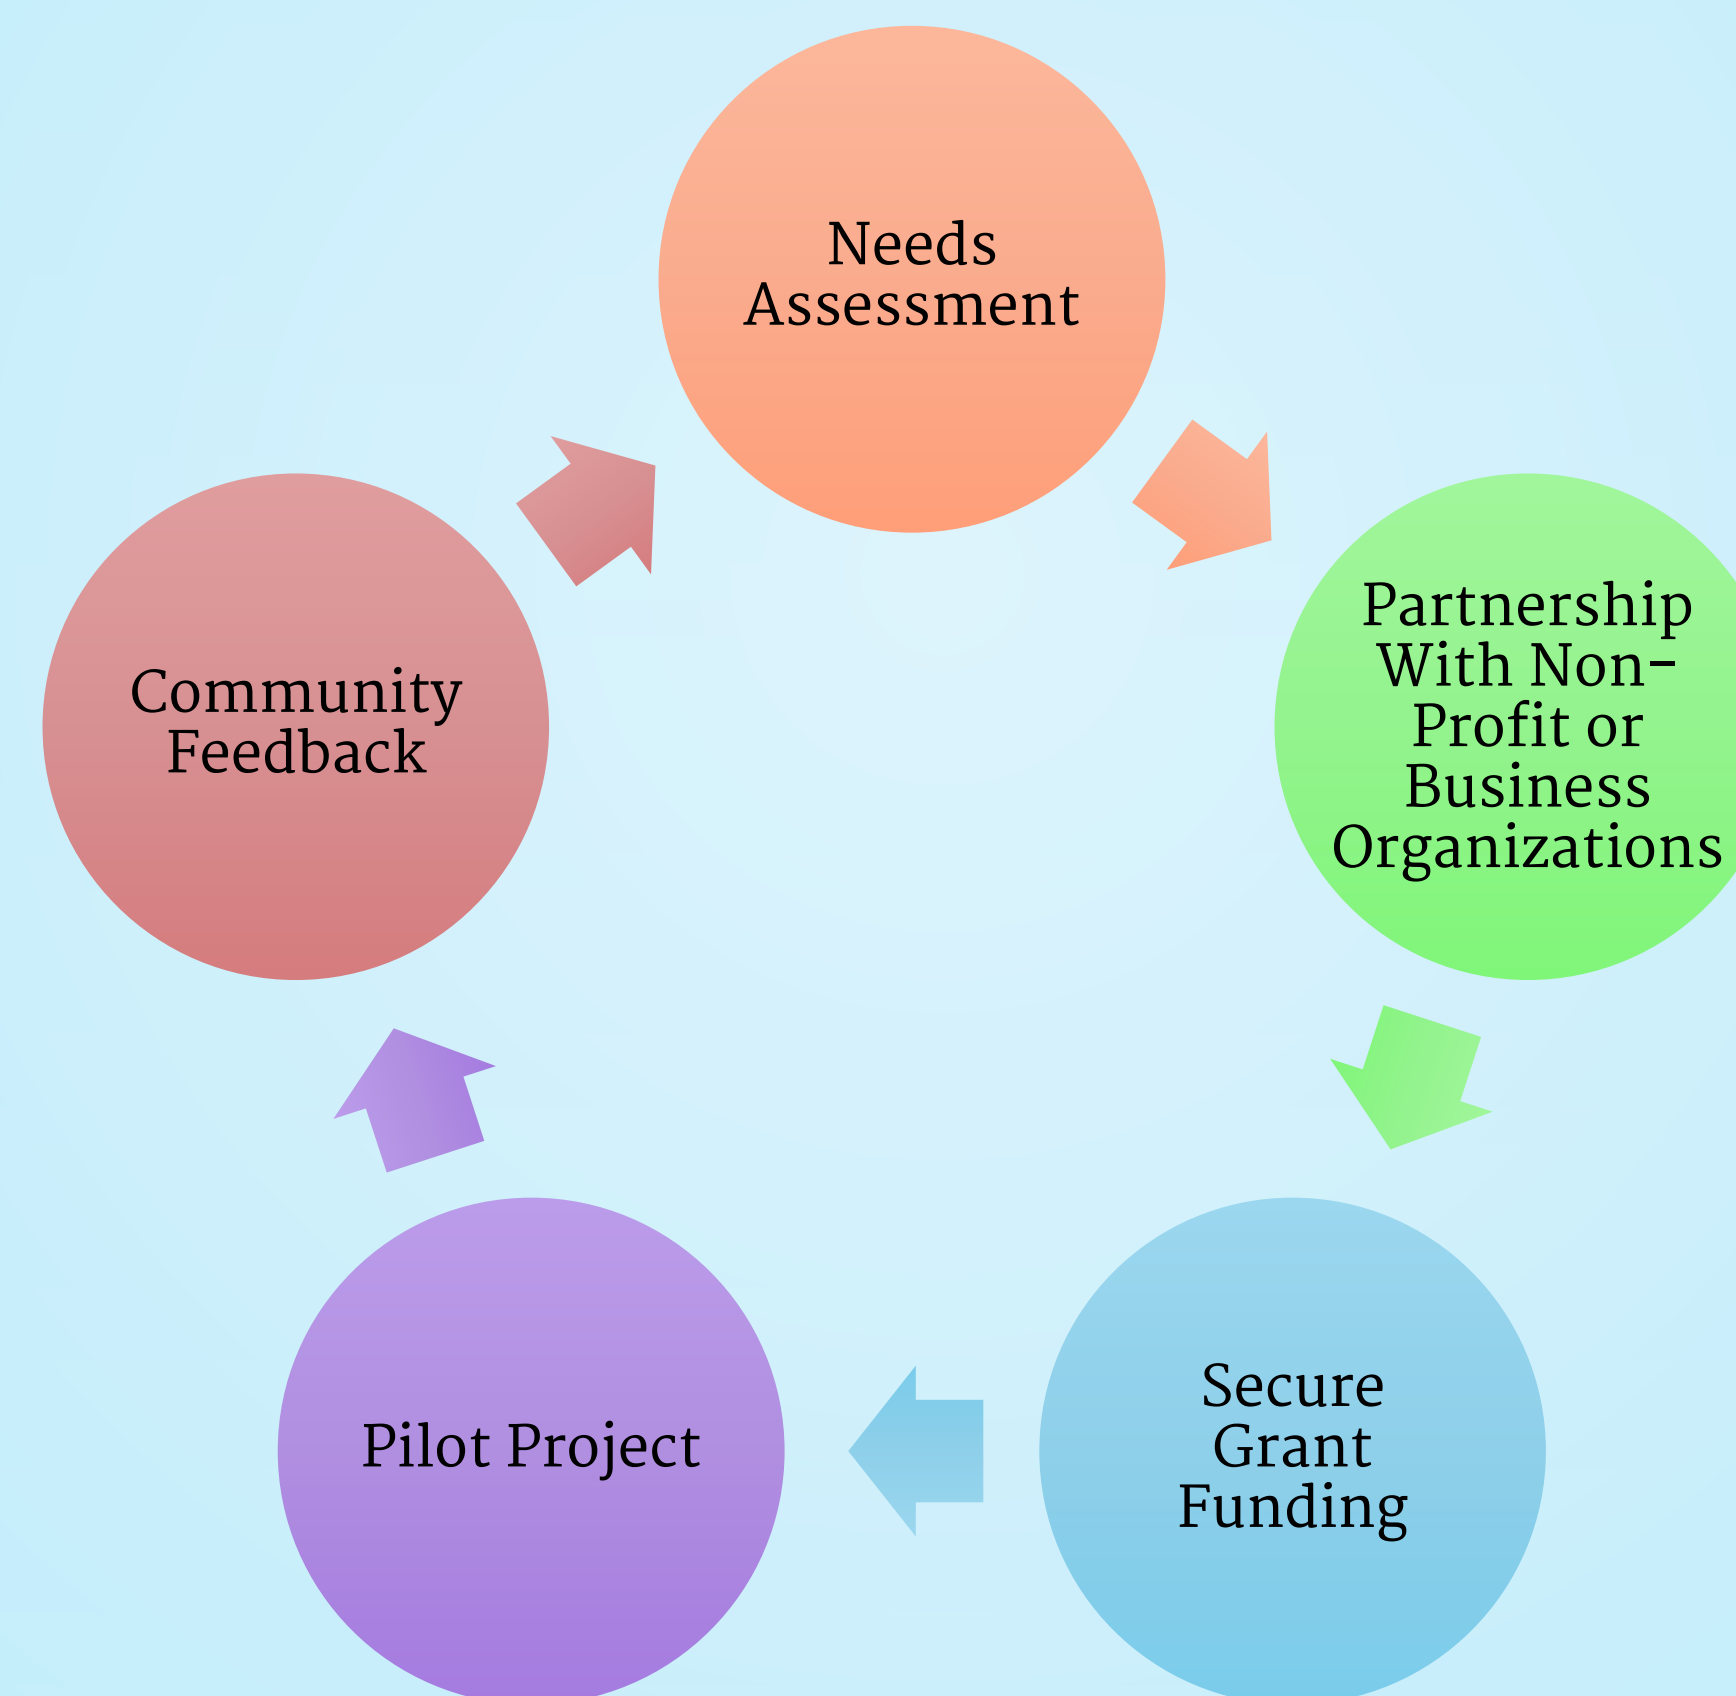 Needs
Assessment
Partnership
With Non-
Profit or
Business
Organizations
Secure
Grant
Funding
Pilot Project
Community
Feedback